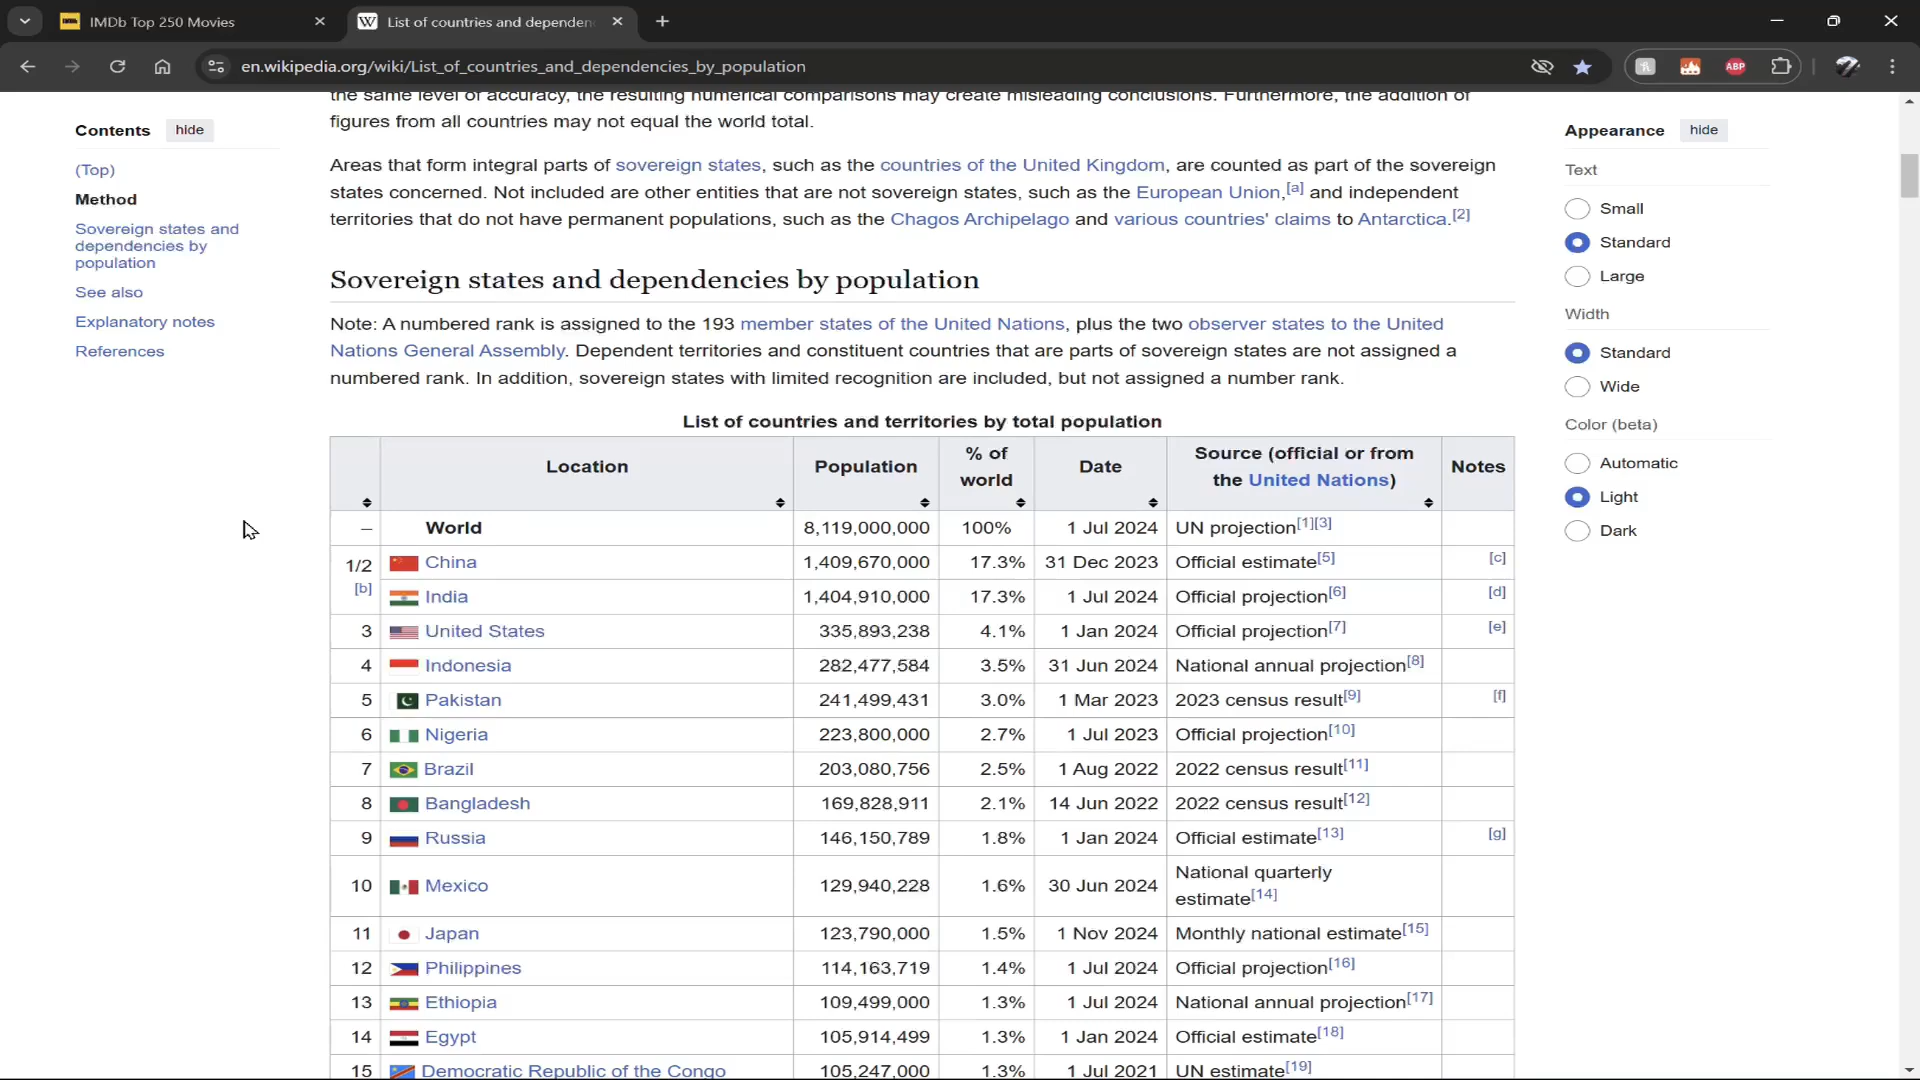 IMDb Top 250 Movies
List of countries and dependen
en.wikipedia.org/wiki/List_of_countries_and_dependencies_by_population
ABP
the same level of accuracy, the resulting numerical comparisons may create misleading conclusions. Furthermore, the addition of
figures from all countries may not equal the world total.
Areas that form integral parts of sovereign states, such as the countries of the United Kingdom, are counted as part of the sovereign
states concerned. Not included are other entities that are not sovereign states, such as the European Union,[a] and independent
territories that do not have permanent populations, such as the Chagos Archipelago and various countries' claims to Antarctica.[2]
Contents hide
(Top)
Method
Sovereign states and
dependencies by
population
See also
Explanatory notes
References
Sovereign states and dependencies by population
Note: A numbered rank is assigned to the 193 member states of the United Nations, plus the two observer states to the United
Nations General Assembly. Dependent territories and constituent countries that are parts of sovereign states are not assigned a
numbered rank. In addition, sovereign states with limited recognition are included, but not assigned a number rank.
List of countries and territories by total population
Location Population % of world Date Source (official or from the United Nations) Notes
– World 8,119,000,000 100% 1 Jul 2024 UN projection[1][3]
1/2 [b] China 1,409,670,000 17.3% 31 Dec 2023 Official estimate[5] [c]
India 1,404,910,000 17.3% 1 Jul 2024 Official projection[6] [d]
3 United States 335,893,238 4.1% 1 Jan 2024 Official projection[7] [e]
4 Indonesia 282,477,584 3.5% 31 Jun 2024 National annual projection[8]
5 Pakistan 241,499,431 3.0% 1 Mar 2023 2023 census result[9] [f]
6 Nigeria 223,800,000 2.7% 1 Jul 2023 Official projection[10]
7 Brazil 203,080,756 2.5% 1 Aug 2022 2022 census result[11]
8 Bangladesh 169,828,911 2.1% 14 Jun 2022 2022 census result[12]
9 Russia 146,150,789 1.8% 1 Jan 2024 Official estimate[13] [g]
10 Mexico 129,940,228 1.6% 30 Jun 2024 National quarterly estimate[14]
11 Japan 123,790,000 1.5% 1 Nov 2024 Monthly national estimate[15]
12 Philippines 114,163,719 1.4% 1 Jul 2024 Official projection[16]
13 Ethiopia 109,499,000 1.3% 1 Jul 2024 National annual projection[17]
14 Egypt 105,914,499 1.3% 1 Jan 2024 Official estimate[18]
15 Democratic Republic of the Congo 105,247,000 1.3% 1 Jul 2021 UN estimate[19]
Appearance hide
Text
Small
Standard
Large
Width
Standard
Wide
Color (beta)
Automatic
Light
Dark